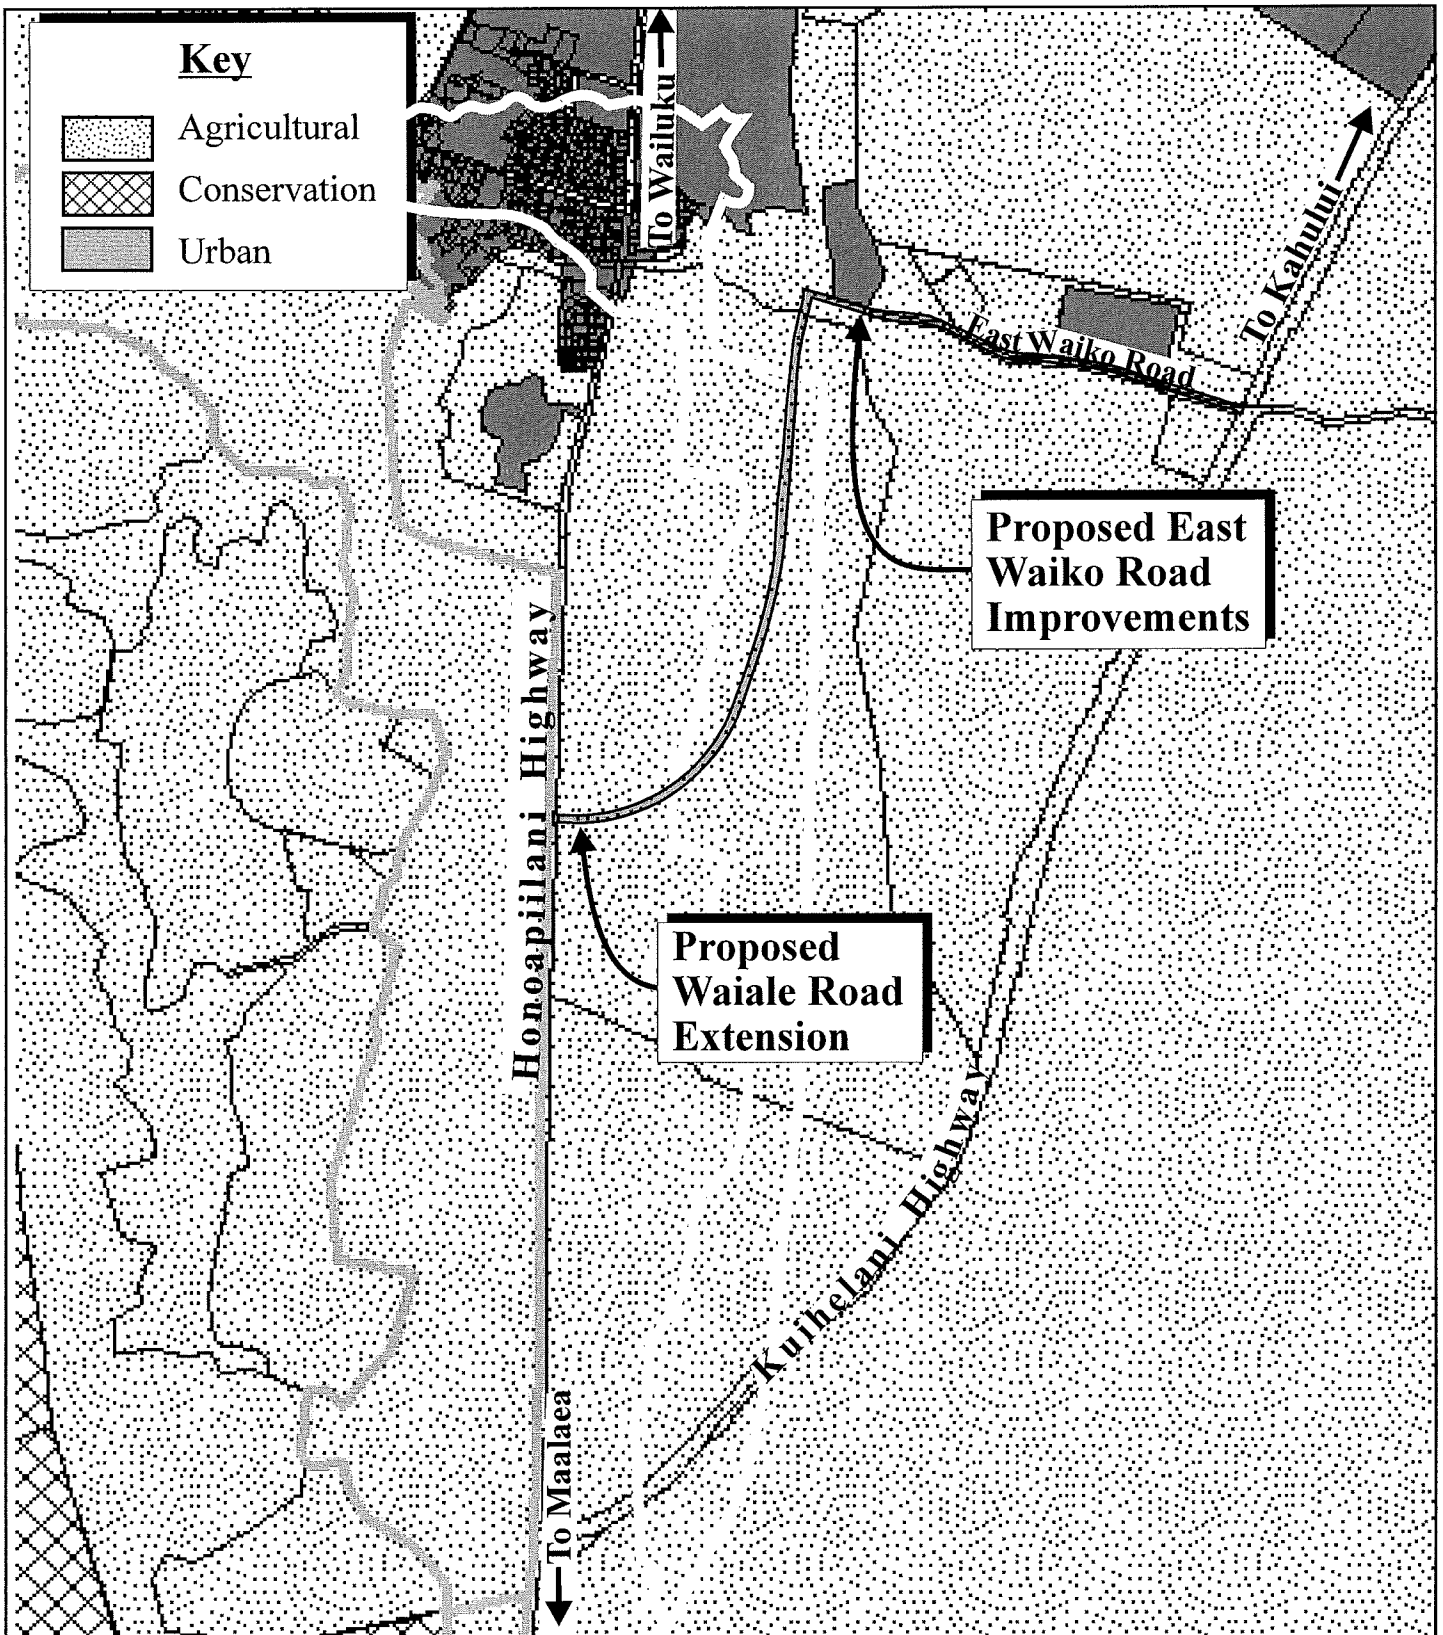 Key
Agricultural
Conservation
Urban
To Wailuku
To Kahului
East Waiko Road
Proposed East
Waiko Road
Improvements
Honoapiilani Highway
Proposed
Waiale Road
Extension
Kuihelani Highway
To Maalaea